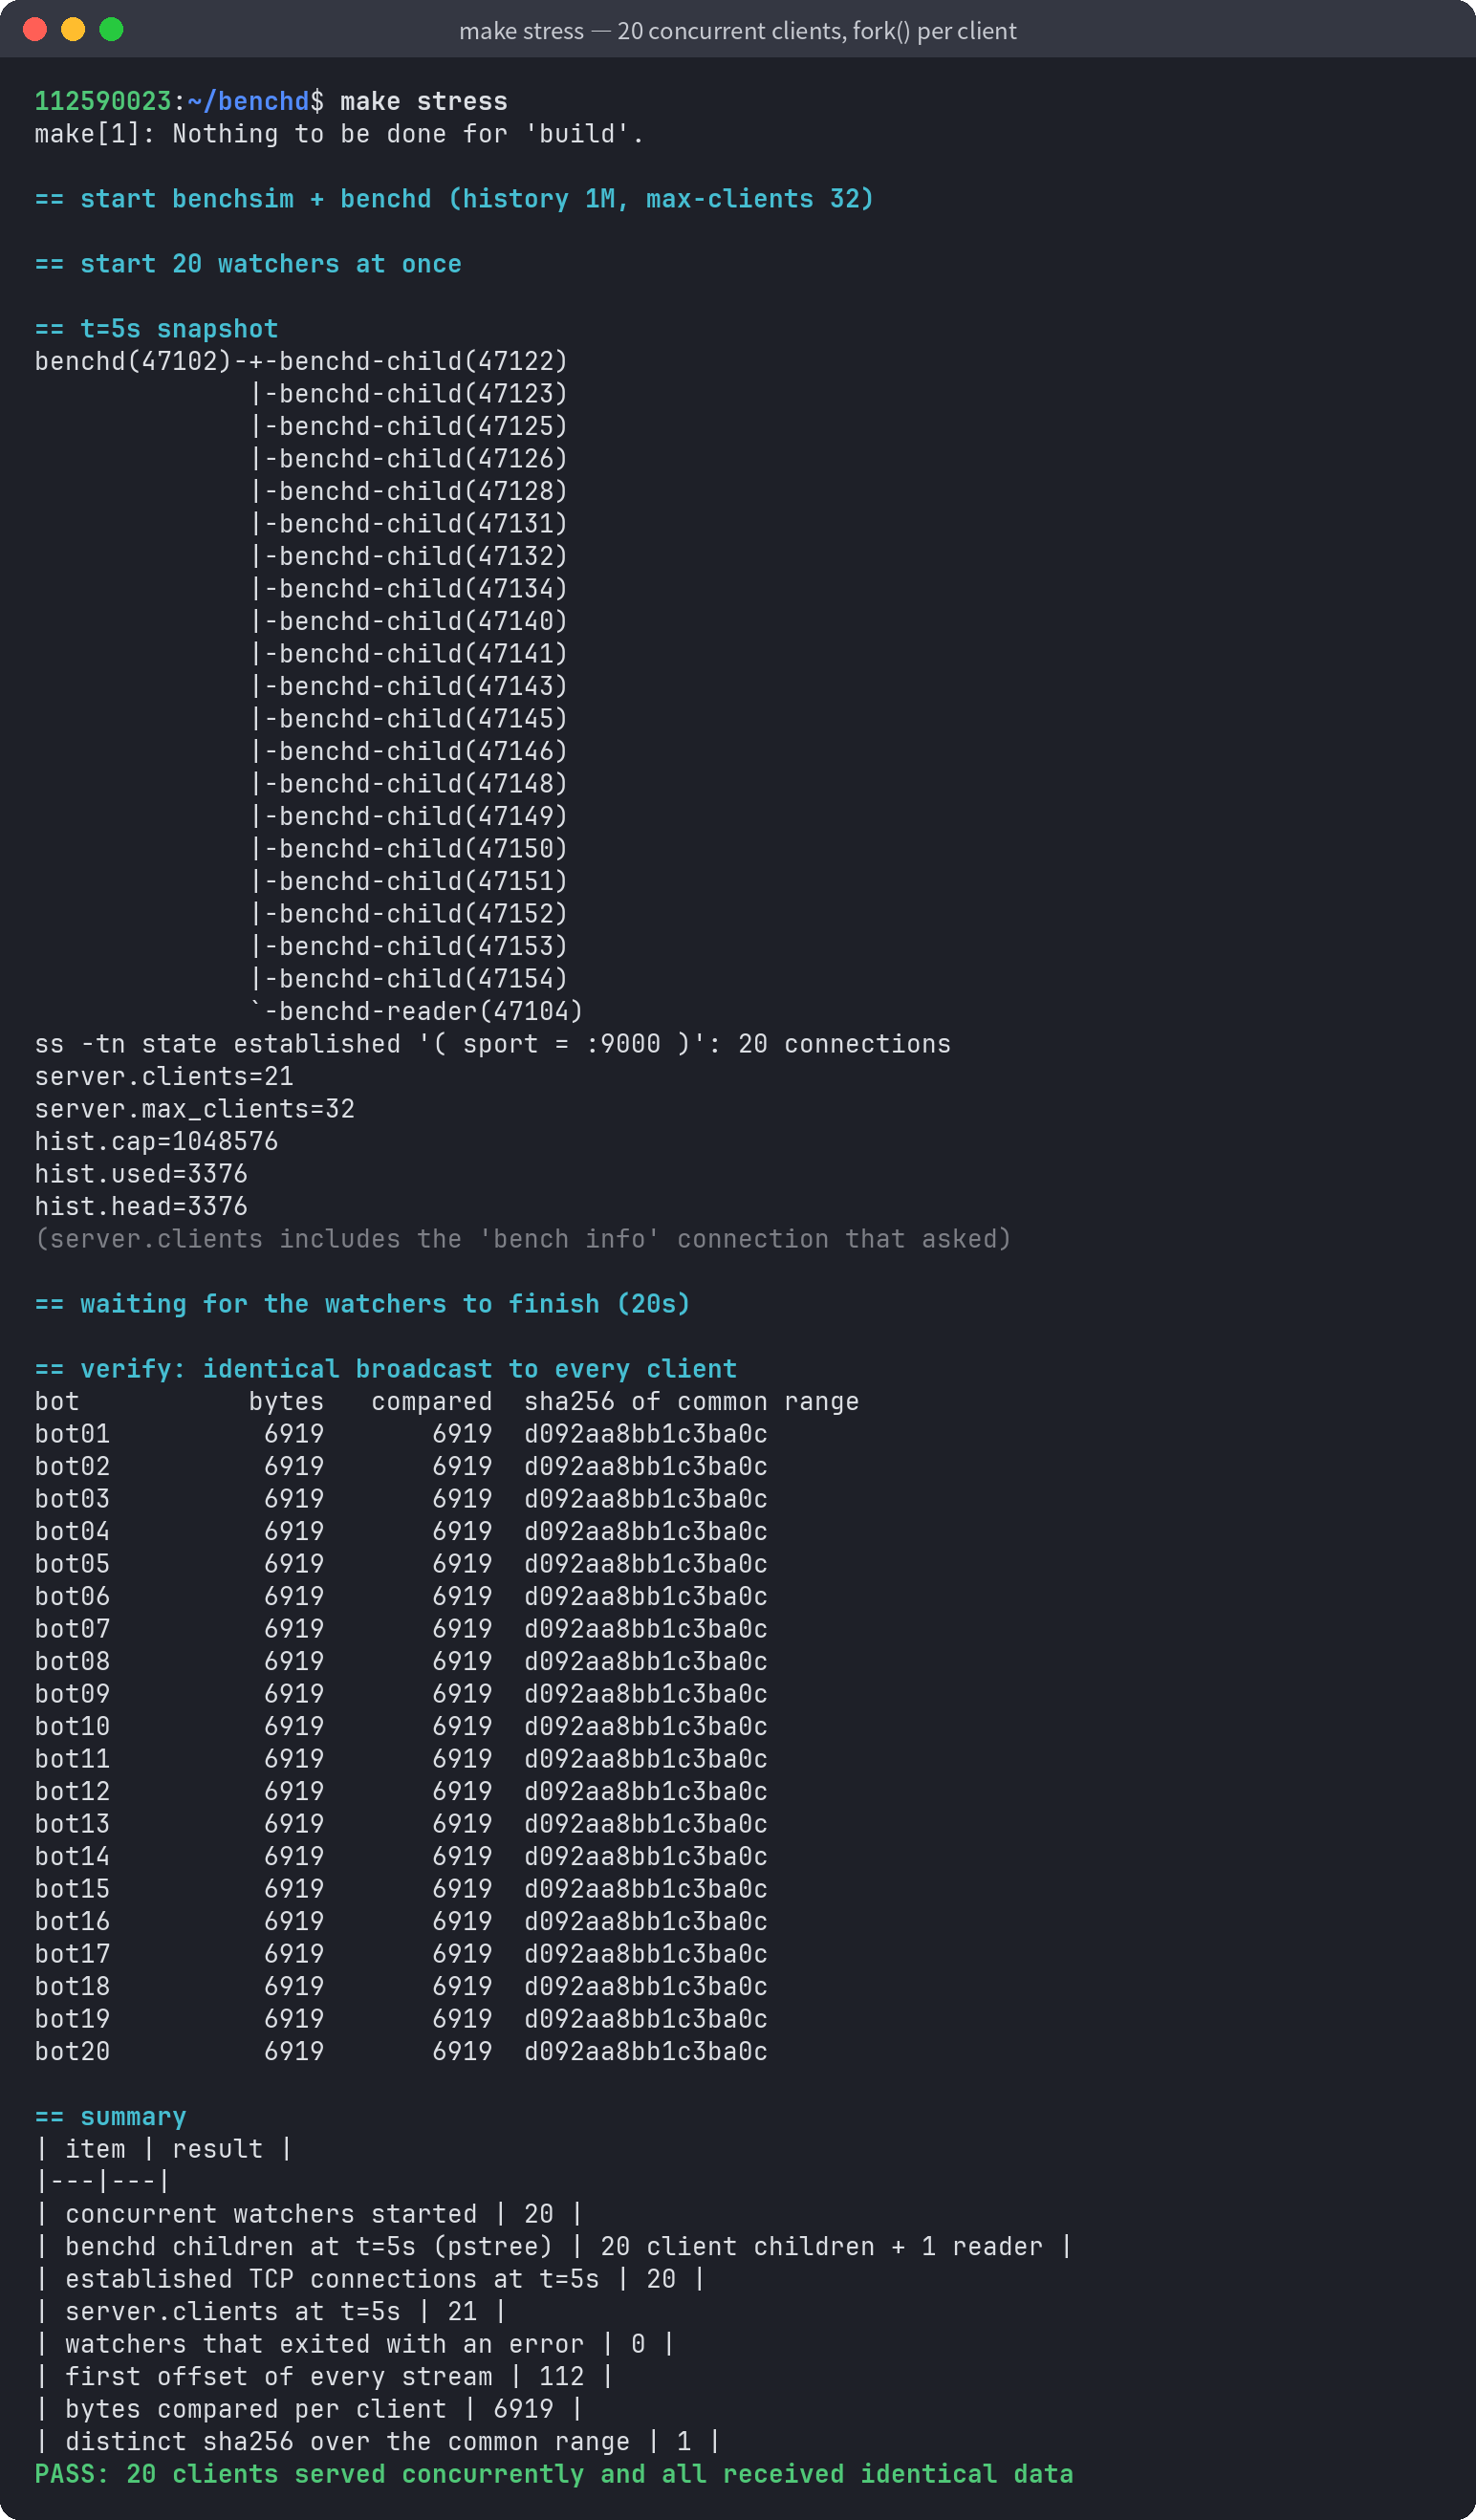 make stress — 20 concurrent clients, fork() per client
112590023:~/benchd$ make stress
make[1]: Nothing to be done for 'build'.
== start benchsim + benchd (history 1M, max-clients 32)
== start 20 watchers at once
== t=5s snapshot
benchd(47102)-+-benchd-child(47122)
              |-benchd-child(47123)
              |-benchd-child(47125)
              |-benchd-child(47126)
              |-benchd-child(47128)
              |-benchd-child(47131)
              |-benchd-child(47132)
              |-benchd-child(47134)
              |-benchd-child(47140)
              |-benchd-child(47141)
              |-benchd-child(47143)
              |-benchd-child(47145)
              |-benchd-child(47146)
              |-benchd-child(47148)
              |-benchd-child(47149)
              |-benchd-child(47150)
              |-benchd-child(47151)
              |-benchd-child(47152)
              |-benchd-child(47153)
              |-benchd-child(47154)
              `-benchd-reader(47104)
ss -tn state established '( sport = :9000 )': 20 connections
server.clients=21
server.max_clients=32
hist.cap=1048576
hist.used=3376
hist.head=3376
(server.clients includes the 'bench info' connection that asked)
== waiting for the watchers to finish (20s)
== verify: identical broadcast to every client
bot           bytes   compared  sha256 of common range
bot01          6919       6919  d092aa8bb1c3ba0c
bot02          6919       6919  d092aa8bb1c3ba0c
bot03          6919       6919  d092aa8bb1c3ba0c
bot04          6919       6919  d092aa8bb1c3ba0c
bot05          6919       6919  d092aa8bb1c3ba0c
bot06          6919       6919  d092aa8bb1c3ba0c
bot07          6919       6919  d092aa8bb1c3ba0c
bot08          6919       6919  d092aa8bb1c3ba0c
bot09          6919       6919  d092aa8bb1c3ba0c
bot10          6919       6919  d092aa8bb1c3ba0c
bot11          6919       6919  d092aa8bb1c3ba0c
bot12          6919       6919  d092aa8bb1c3ba0c
bot13          6919       6919  d092aa8bb1c3ba0c
bot14          6919       6919  d092aa8bb1c3ba0c
bot15          6919       6919  d092aa8bb1c3ba0c
bot16          6919       6919  d092aa8bb1c3ba0c
bot17          6919       6919  d092aa8bb1c3ba0c
bot18          6919       6919  d092aa8bb1c3ba0c
bot19          6919       6919  d092aa8bb1c3ba0c
bot20          6919       6919  d092aa8bb1c3ba0c
== summary
| item | result |
|---|---|
| concurrent watchers started | 20 |
| benchd children at t=5s (pstree) | 20 client children + 1 reader |
| established TCP connections at t=5s | 20 |
| server.clients at t=5s | 21 |
| watchers that exited with an error | 0 |
| first offset of every stream | 112 |
| bytes compared per client | 6919 |
| distinct sha256 over the common range | 1 |
PASS: 20 clients served concurrently and all received identical data